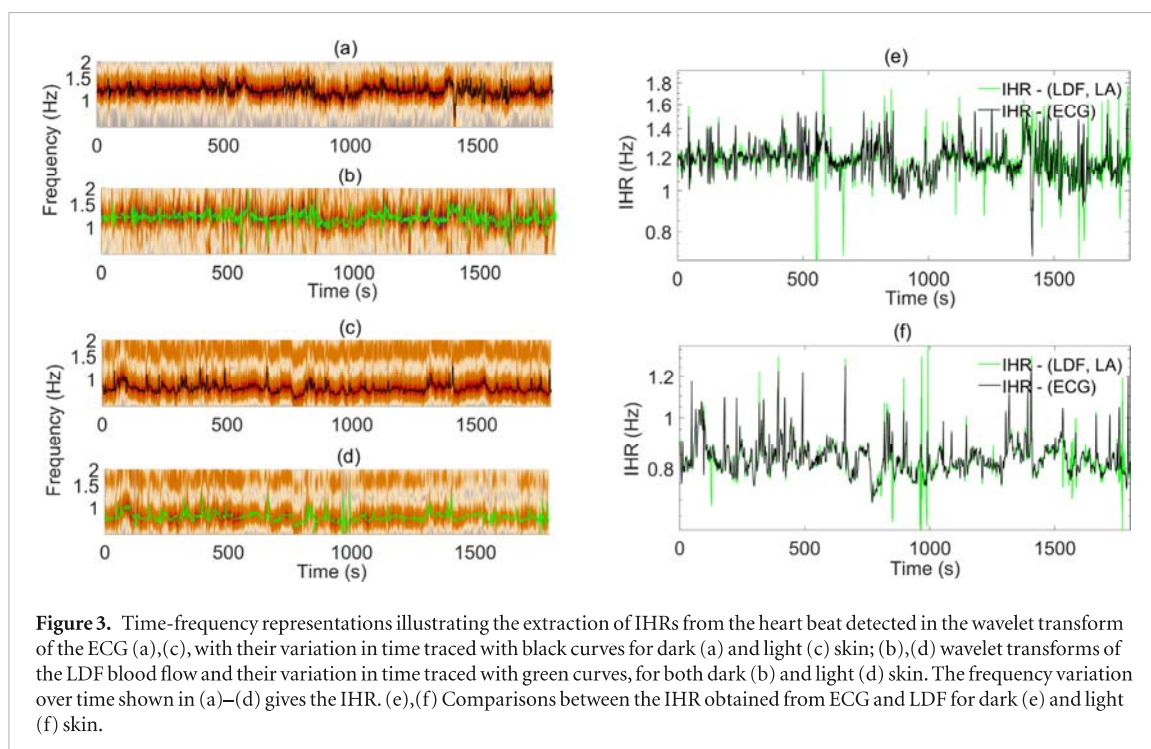 (a)
2
1.5
1
0 500 1000 1500
Frequency (Hz)
(b)
2
1.5
1
0 500 1000 1500
Time (s)
(c)
2
1.5
1
0 500 1000 1500
Frequency (Hz)
(d)
2
1.5
1
0 500 1000 1500
Time (s)
(e)
1.8
1.6
1.4
1.2
1
0.8
IHR (Hz)
IHR - (LDF, LA)
IHR - (ECG)
0 500 1000 1500
Time (s)
(f)
1.2
1
0.8
IHR (Hz)
IHR - (LDF, LA)
IHR - (ECG)
0 500 1000 1500
Time (s)
Figure 3. Time-frequency representations illustrating the extraction of IHRs from the heart beat detected in the wavelet transform
of the ECG (a),(c), with their variation in time traced with black curves for dark (a) and light (c) skin; (b),(d) wavelet transforms of
the LDF blood flow and their variation in time traced with green curves, for both dark (b) and light (d) skin. The frequency variation
over time shown in (a)–(d) gives the IHR. (e),(f) Comparisons between the IHR obtained from ECG and LDF for dark (e) and light
(f) skin.